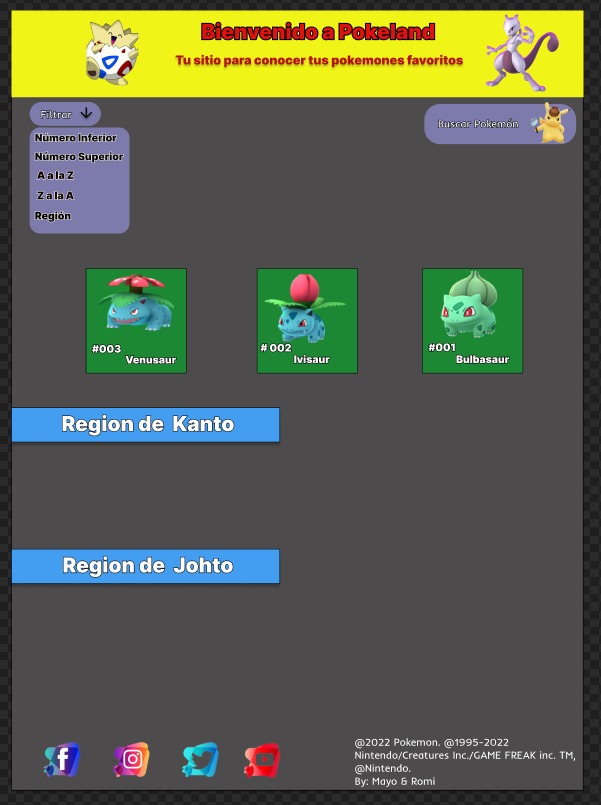 Bienvenido a Pokeland
Tu sitio para conocer tus pokemones favoritos
Filtrar
Buscar Pokemón
Número Inferior
Número Superior
A a la Z
Z a la A
Región
#003
Venusaur
# 002
Ivisaur
#001
Bulbasaur
Region de Kanto
Region de Johto
@2022 Pokemon. @1995-2022
Nintendo/Creatures Inc./GAME FREAK inc. TM,
@Nintendo.
By: Mayo & Romi